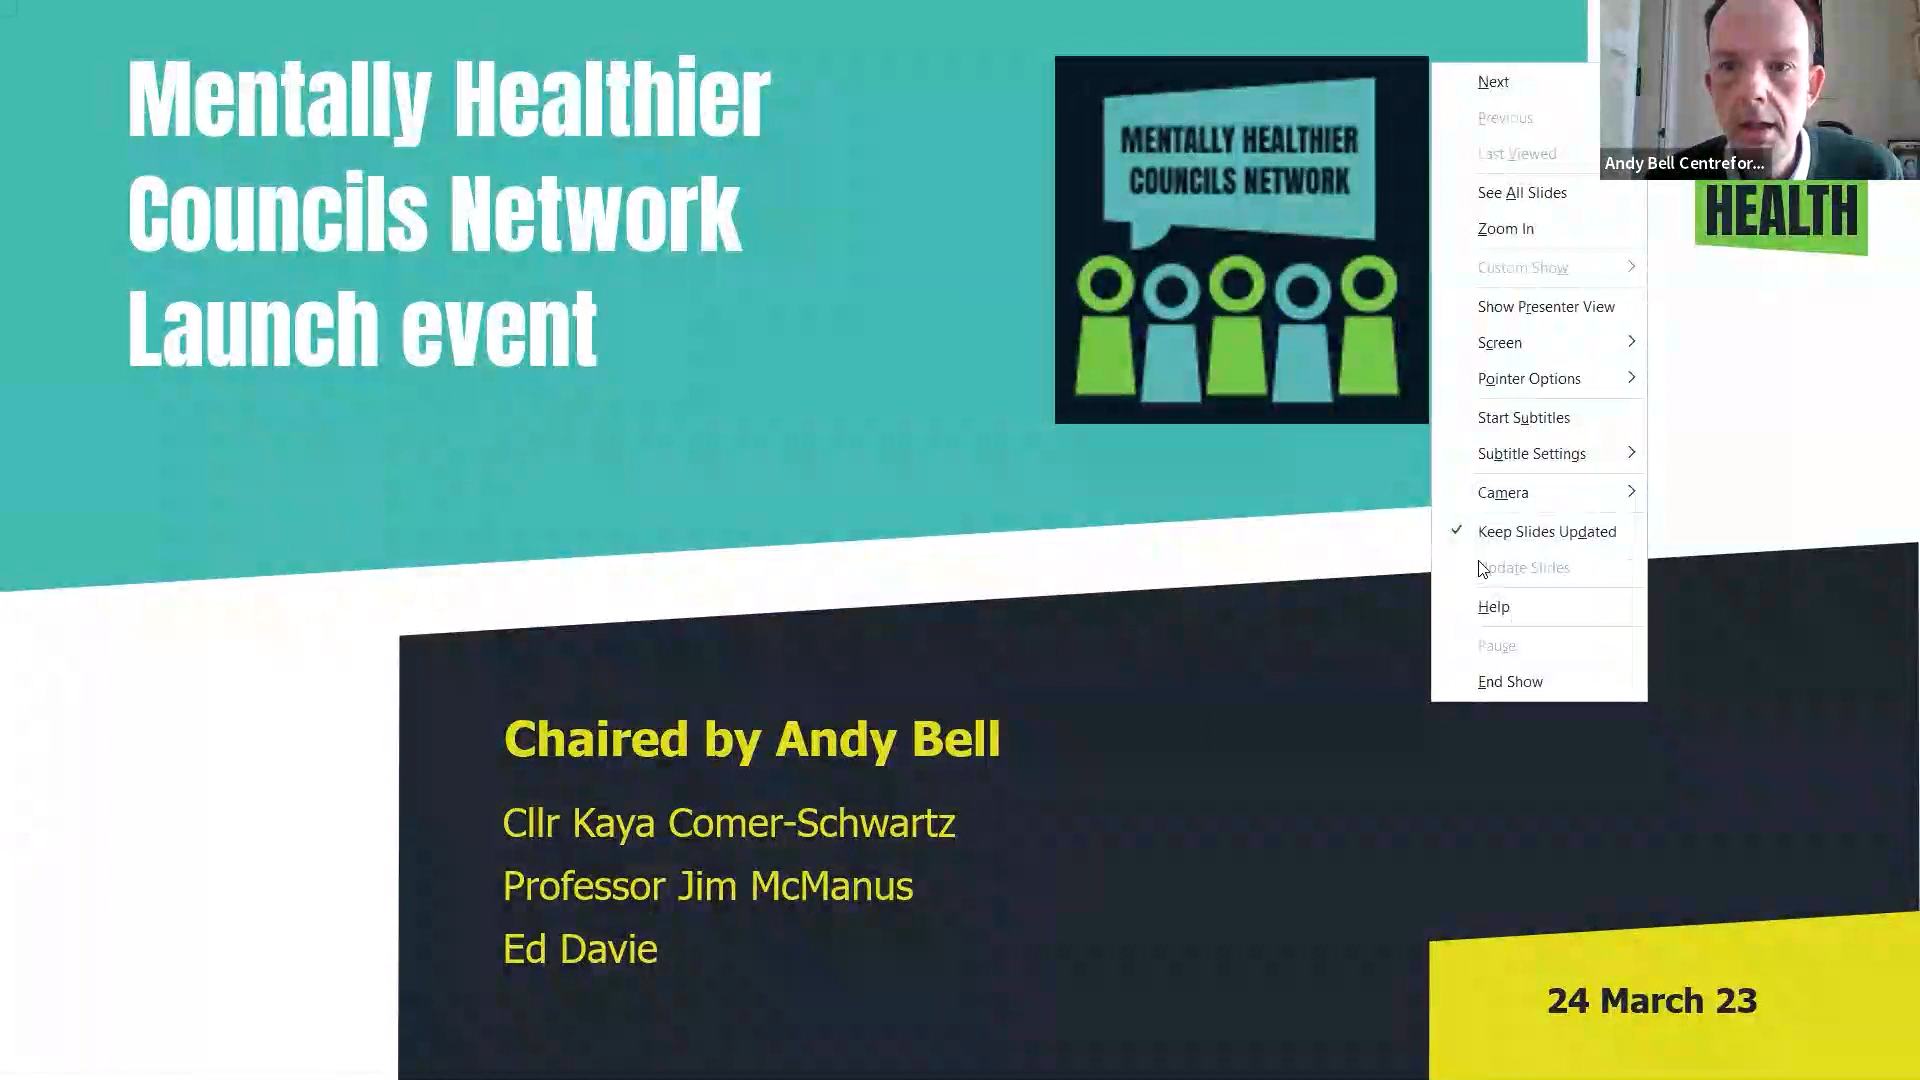 Mentally Healthier
Councils Network
Launch event
MENTALLY HEALTHIER
COUNCILS NETWORK
Next
Previous
Last Viewed
See All Slides
Zoom In
Custom Show
Show Presenter View
Screen
Pointer Options
Start Subtitles
Subtitle Settings
Camera
Keep Slides Updated
Update Slides
Help
Pause
End Show
Andy Bell Centrefor...
HEALTH
Chaired by Andy Bell
Cllr Kaya Comer-Schwartz
Professor Jim McManus
Ed Davie
24 March 23